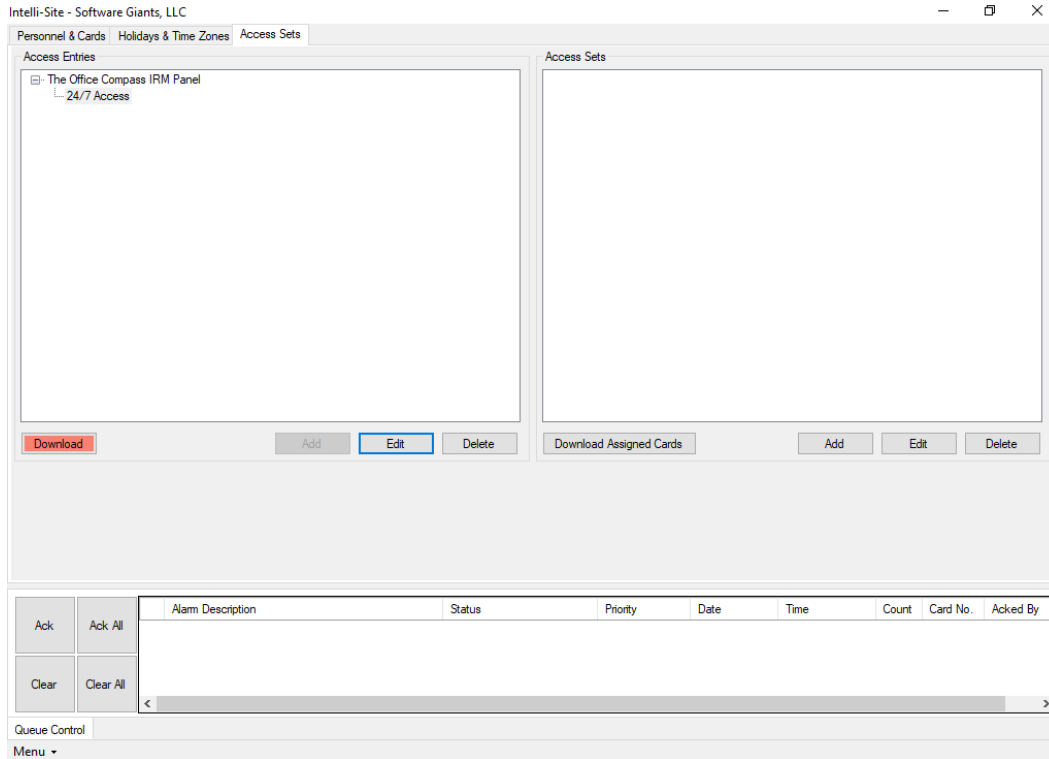 Intelli-Site - Software Giants, LLC
Personnel & Cards Holidays & Time Zones Access Sets
Access Entries
The Office Compass IRM Panel
24/7 Access
Download Add Edit Delete
Access Sets
Download Assigned Cards Add Edit Delete
Ack Ack All
Clear Clear All
Alarm Description Status Priority Date Time Count Card No. Acked By
Queue Control
Menu